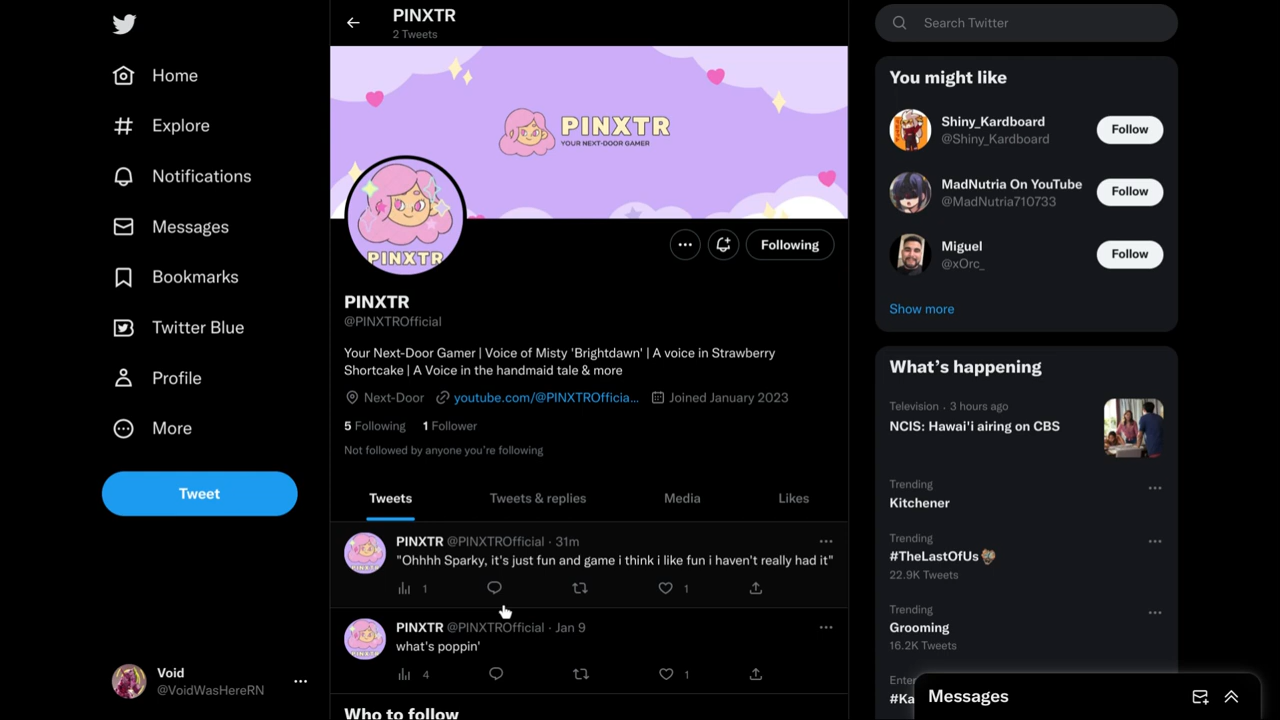 Home
Explore
Notifications
Messages
Bookmarks
Twitter Blue
Profile
More
Tweet
Void
@VoidWasHereRN
PINXTR
2 Tweets
PINXTR
YOUR NEXT-DOOR GAMER
PINXTR
Following
PINXTR
@PINXTROfficial
Your Next-Door Gamer | Voice of Misty 'Brightdawn' | A voice in Strawberry
Shortcake | A Voice in the handmaid tale & more
Next-Door youtube.com/@PINXTROfficia... Joined January 2023
5 Following 1 Follower
Not followed by anyone you're following
Tweets Tweets & replies Media Likes
PINXTR @PINXTROfficial · 31m
"Ohhhh Sparky, it's just fun and game i think i like fun i haven't really had it"
1 1
PINXTR @PINXTROfficial · Jan 9
what's poppin'
4 1
Who to follow
Search Twitter
You might like
Shiny_Kardboard
@Shiny_Kardboard
Follow
MadNutria On YouTube
@MadNutria710733
Follow
Miguel
@xOrc_
Follow
Show more
What's happening
Television · 3 hours ago
NCIS: Hawai'i airing on CBS
Trending
Kitchener
Trending
#TheLastOfUs
22.9K Tweets
Trending
Grooming
16.2K Tweets
Enter
#Ka
Messages